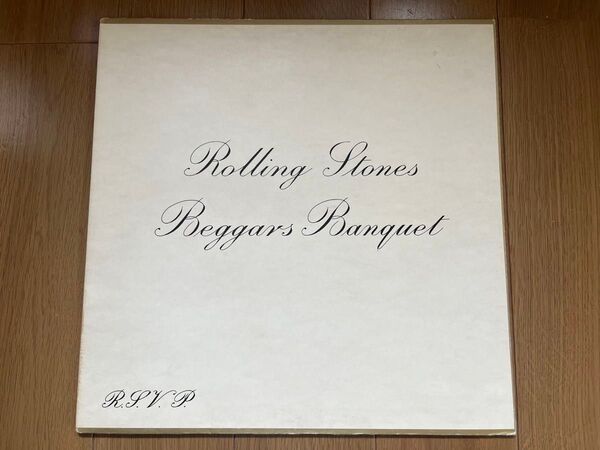 Rolling Stones
Beggars Banquet
R.S.V.P.